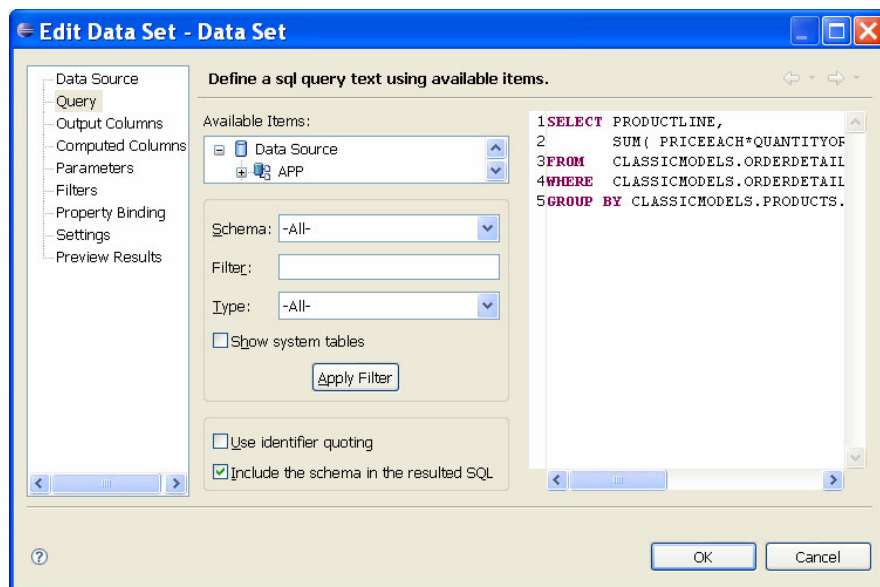 Edit Data Set - Data Set
Data Source
Query
Output Columns
Computed Columns
Parameters
Filters
Property Binding
Settings
Preview Results
Define a sql query text using available items.
Available Items:
Data Source
APP
Schema: -All-
Filter:
Type: -All-
Show system tables
Apply Filter
Use identifier quoting
Include the schema in the resulted SQL
1SELECT PRODUCTLINE,
2 SUM( PRICEEACH*QUANTITYOR
3FROM CLASSICMODELS.ORDERDETAIL
4WHERE CLASSICMODELS.ORDERDETAIL
5GROUP BY CLASSICMODELS.PRODUCTS.
?
OK
Cancel